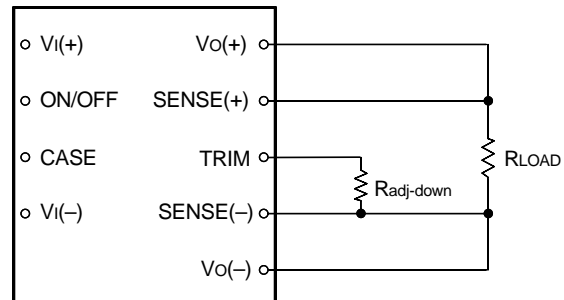 VI(+)
VO(+)
ON/OFF
SENSE(+)
CASE
TRIM
RLOAD
Radj-down
VI(–)
SENSE(–)
VO(–)